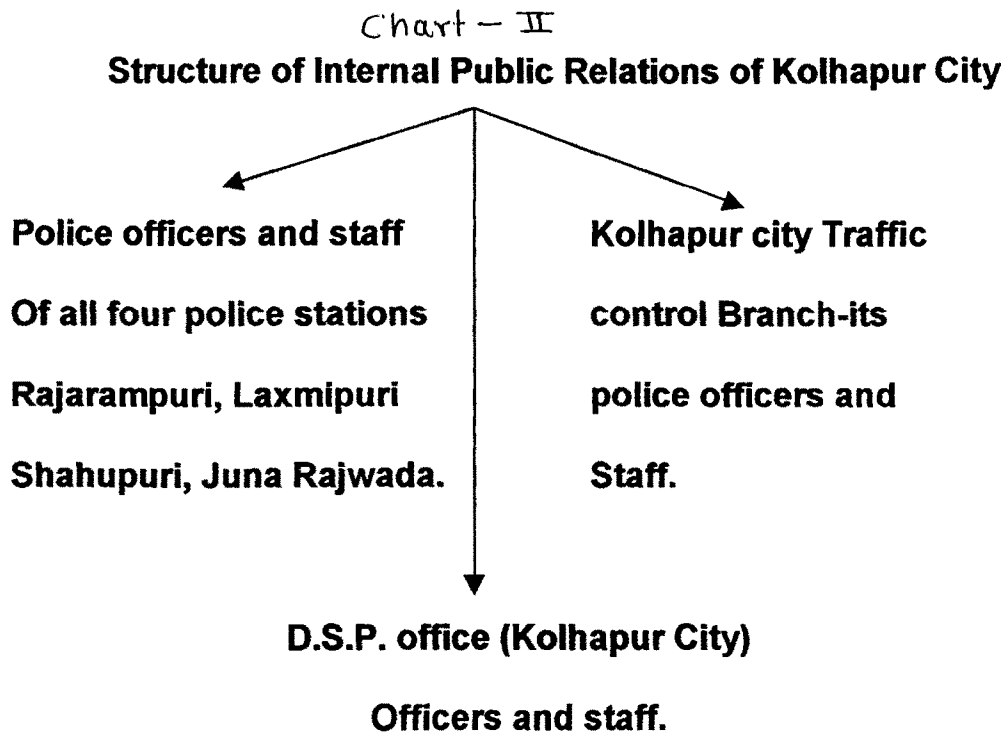 Chart - II
Structure of Internal Public Relations of Kolhapur City
Police officers and staff
Of all four police stations
Rajarampuri, Laxmipuri
Shahupuri, Juna Rajwada.
Kolhapur city Traffic
control Branch-its
police officers and
Staff.
D.S.P. office (Kolhapur City)
Officers and staff.